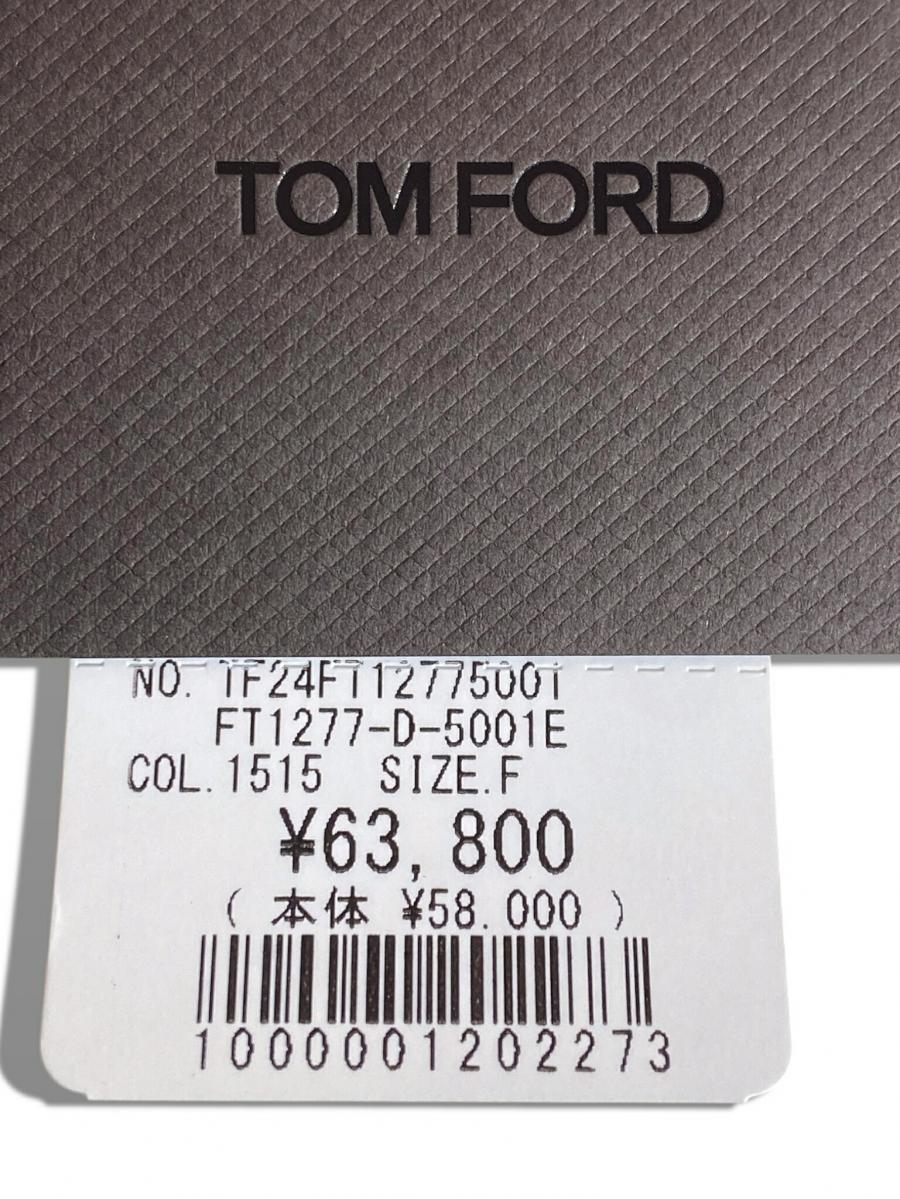 TOM FORD
NO. TF24FT12775001
FT1277-D-5001E
COL.1515 SIZE.F
¥63,800
( 本体 ¥58.000 )
1000001202273